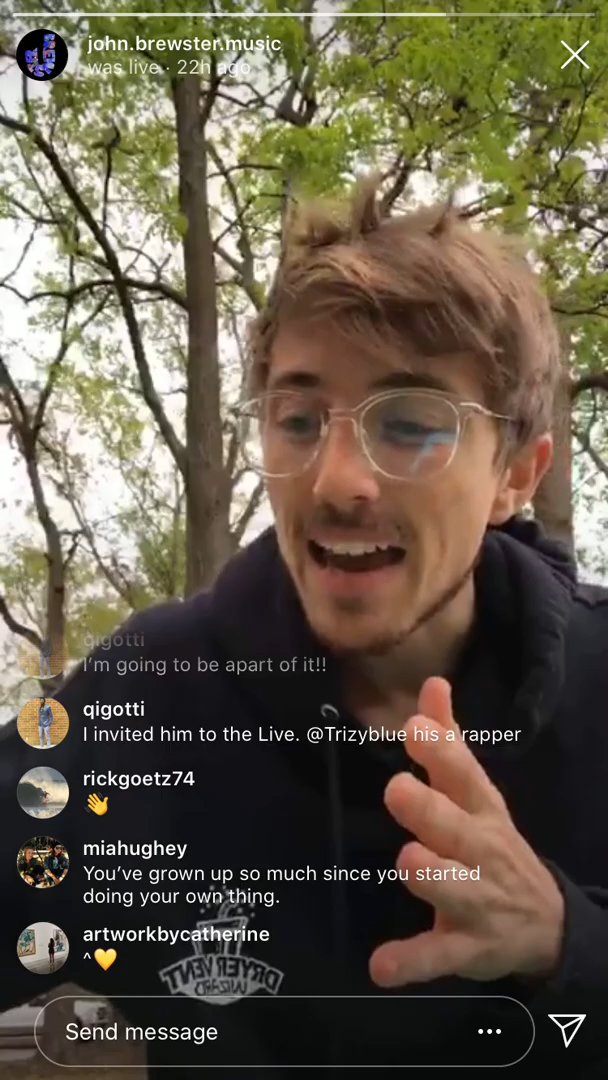 john.brewster.music
was live · 22h ago
qigotti
I'm going to be apart of it!!
qigotti
I invited him to the Live. @Trizyblue his a rapper
rickgoetz74
👋
miahughey
You've grown up so much since you started
doing your own thing.
artworkbycatherine
^💛
DRYER VENT
WIZARD
Send message